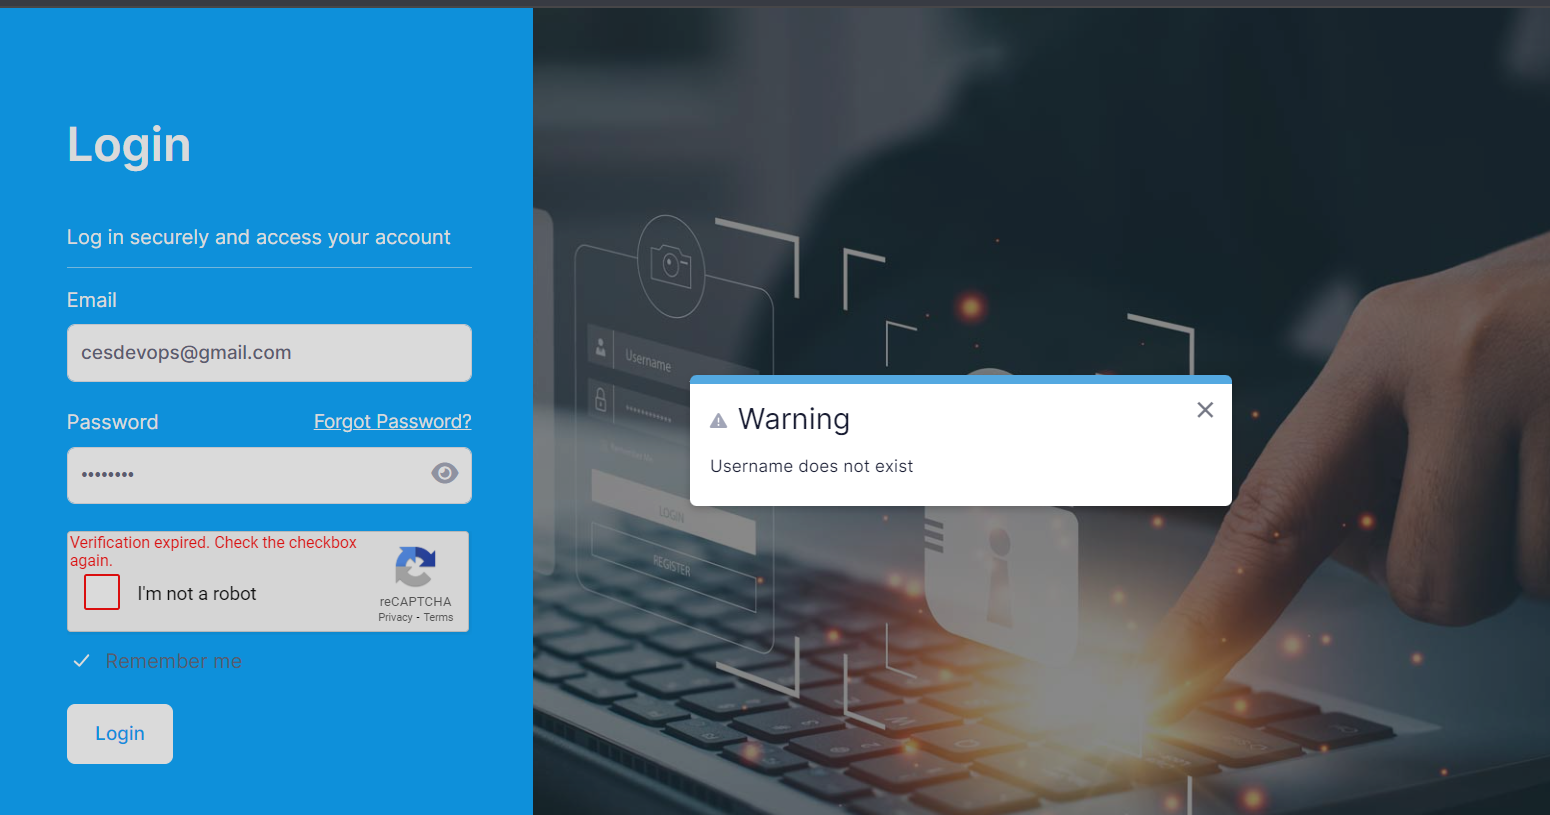 Login
Log in securely and access your account
Email
cesdevops@gmail.com
Password Forgot Password?
••••••••
Verification expired. Check the checkbox
again.
I'm not a robot
reCAPTCHA
Privacy - Terms
Remember me
Login
Username
LOGIN
REGISTER
Warning
Username does not exist